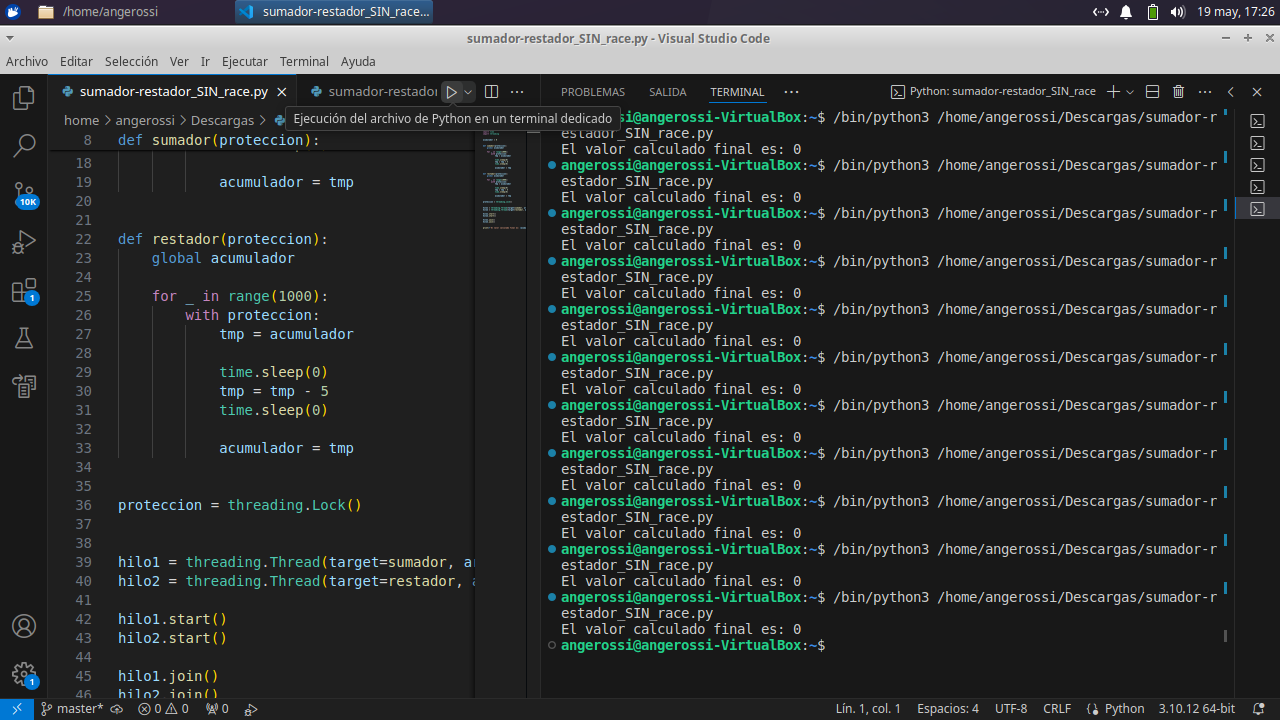 /home/angerossi
sumador-restador_SIN_race...
19 may, 17:26
sumador-restador_SIN_race.py - Visual Studio Code
Archivo Editar Selección Ver Ir Ejecutar Terminal Ayuda
sumador-restador_SIN_race.py
sumador-restador
home > angerossi > Descargas >
Ejecución del archivo de Python en un terminal dedicado
8 def sumador(proteccion):
18
19 acumulador = tmp
20
21
22 def restador(proteccion):
23 global acumulador
24
25 for _ in range(1000):
26 with proteccion:
27 tmp = acumulador
28
29 time.sleep(0)
30 tmp = tmp - 5
31 time.sleep(0)
32
33 acumulador = tmp
34
35
36 proteccion = threading.Lock()
37
38
39 hilo1 = threading.Thread(target=sumador, ar
40 hilo2 = threading.Thread(target=restador,
41
42 hilo1.start()
43 hilo2.start()
44
45 hilo1.join()
46 hilo2.join()
PROBLEMAS SALIDA TERMINAL ...
Python: sumador-restador_SIN_race
ssi@angerossi-VirtualBox:~$ /bin/python3 /home/angerossi/Descargas/sumador-r
estador_SIN_race.py
El valor calculado final es: 0
angerossi@angerossi-VirtualBox:~$ /bin/python3 /home/angerossi/Descargas/sumador-r
estador_SIN_race.py
El valor calculado final es: 0
angerossi@angerossi-VirtualBox:~$ /bin/python3 /home/angerossi/Descargas/sumador-r
estador_SIN_race.py
El valor calculado final es: 0
angerossi@angerossi-VirtualBox:~$ /bin/python3 /home/angerossi/Descargas/sumador-r
estador_SIN_race.py
El valor calculado final es: 0
angerossi@angerossi-VirtualBox:~$ /bin/python3 /home/angerossi/Descargas/sumador-r
estador_SIN_race.py
El valor calculado final es: 0
angerossi@angerossi-VirtualBox:~$ /bin/python3 /home/angerossi/Descargas/sumador-r
estador_SIN_race.py
El valor calculado final es: 0
angerossi@angerossi-VirtualBox:~$ /bin/python3 /home/angerossi/Descargas/sumador-r
estador_SIN_race.py
El valor calculado final es: 0
angerossi@angerossi-VirtualBox:~$ /bin/python3 /home/angerossi/Descargas/sumador-r
estador_SIN_race.py
El valor calculado final es: 0
angerossi@angerossi-VirtualBox:~$ /bin/python3 /home/angerossi/Descargas/sumador-r
estador_SIN_race.py
El valor calculado final es: 0
angerossi@angerossi-VirtualBox:~$ /bin/python3 /home/angerossi/Descargas/sumador-r
estador_SIN_race.py
El valor calculado final es: 0
angerossi@angerossi-VirtualBox:~$ /bin/python3 /home/angerossi/Descargas/sumador-r
estador_SIN_race.py
El valor calculado final es: 0
angerossi@angerossi-VirtualBox:~$
10K
1
1
master* 0 0 0 Lín. 1, col. 1 Espacios: 4 UTF-8 CRLF Python 3.10.12 64-bit